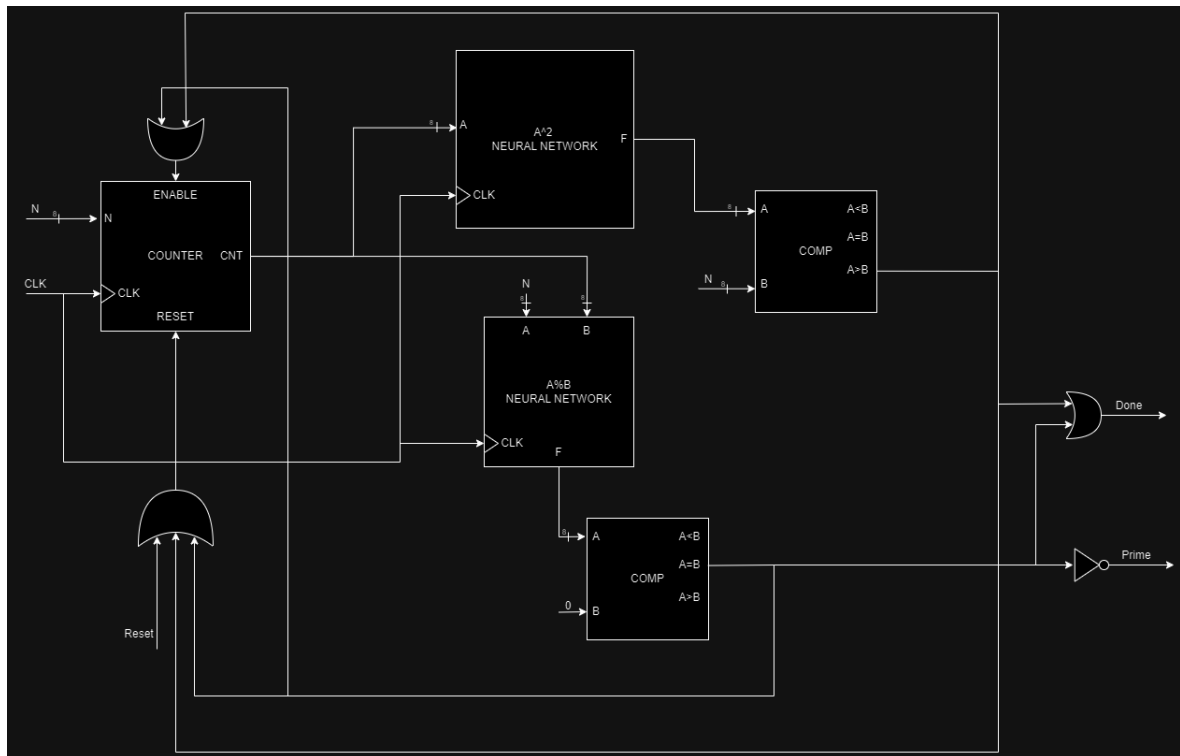 A^2
NEURAL NETWORK
A
F
CLK
8
ENABLE
N
8
N
COUNTER
CNT
CLK
CLK
RESET
8
A
A<B
A=B
COMP
A>B
N
8
B
N
8
8
A
B
A%B
NEURAL NETWORK
CLK
F
Done
8
A
A<B
A=B
COMP
A>B
0
B
Prime
Reset